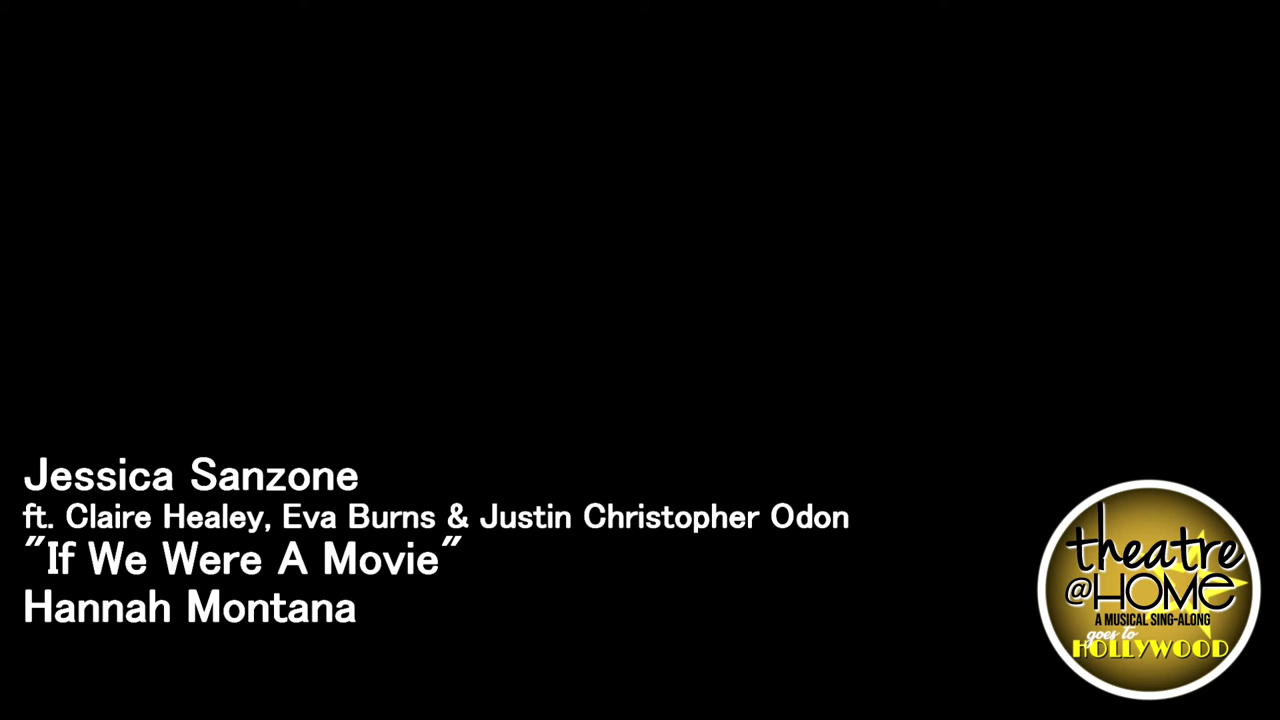 Jessica Sanzone
ft. Claire Healey, Eva Burns & Justin Christopher Odon
"If We Were A Movie"
Hannah Montana
theatre
@HOME
A MUSICAL SING-ALONG
goes to
HOLLYWOOD